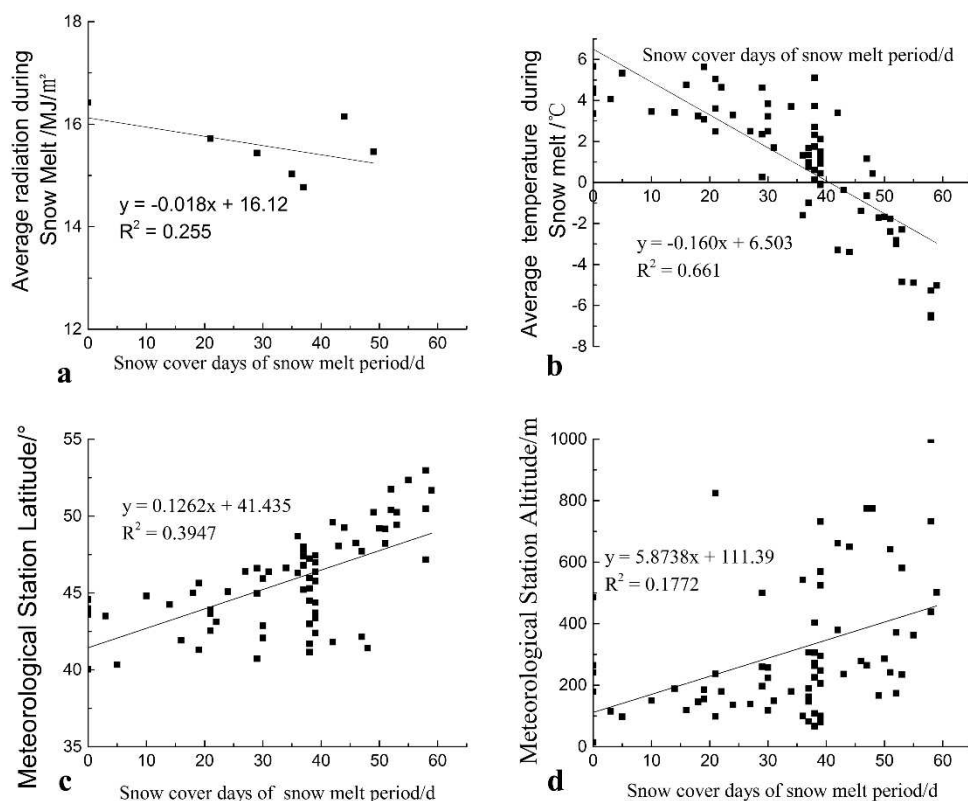 18
16
14
12
Average radiation during
Snow Melt /MJ/㎡
y = -0.018x + 16.12
R² = 0.255
0 10 20 30 40 50 60
Snow cover days of snow melt period/d
a
6
4
2
0
-2
-4
-6
-8
Average temperature during
Snow melt /℃
Snow cover days of snow melt period/d
0 10 20 30 40 50 60
y = -0.160x + 6.503
R² = 0.661
b
55
50
45
40
35
Meteorological Station Latitude/°
y = 0.1262x + 41.435
R² = 0.3947
0 10 20 30 40 50 60
Snow cover days of snow melt period/d
c
1000
800
600
400
200
0
Meteorological Station Altitude/m
y = 5.8738x + 111.39
R² = 0.1772
0 10 20 30 40 50 60
Snow cover days of snow melt period/d
d